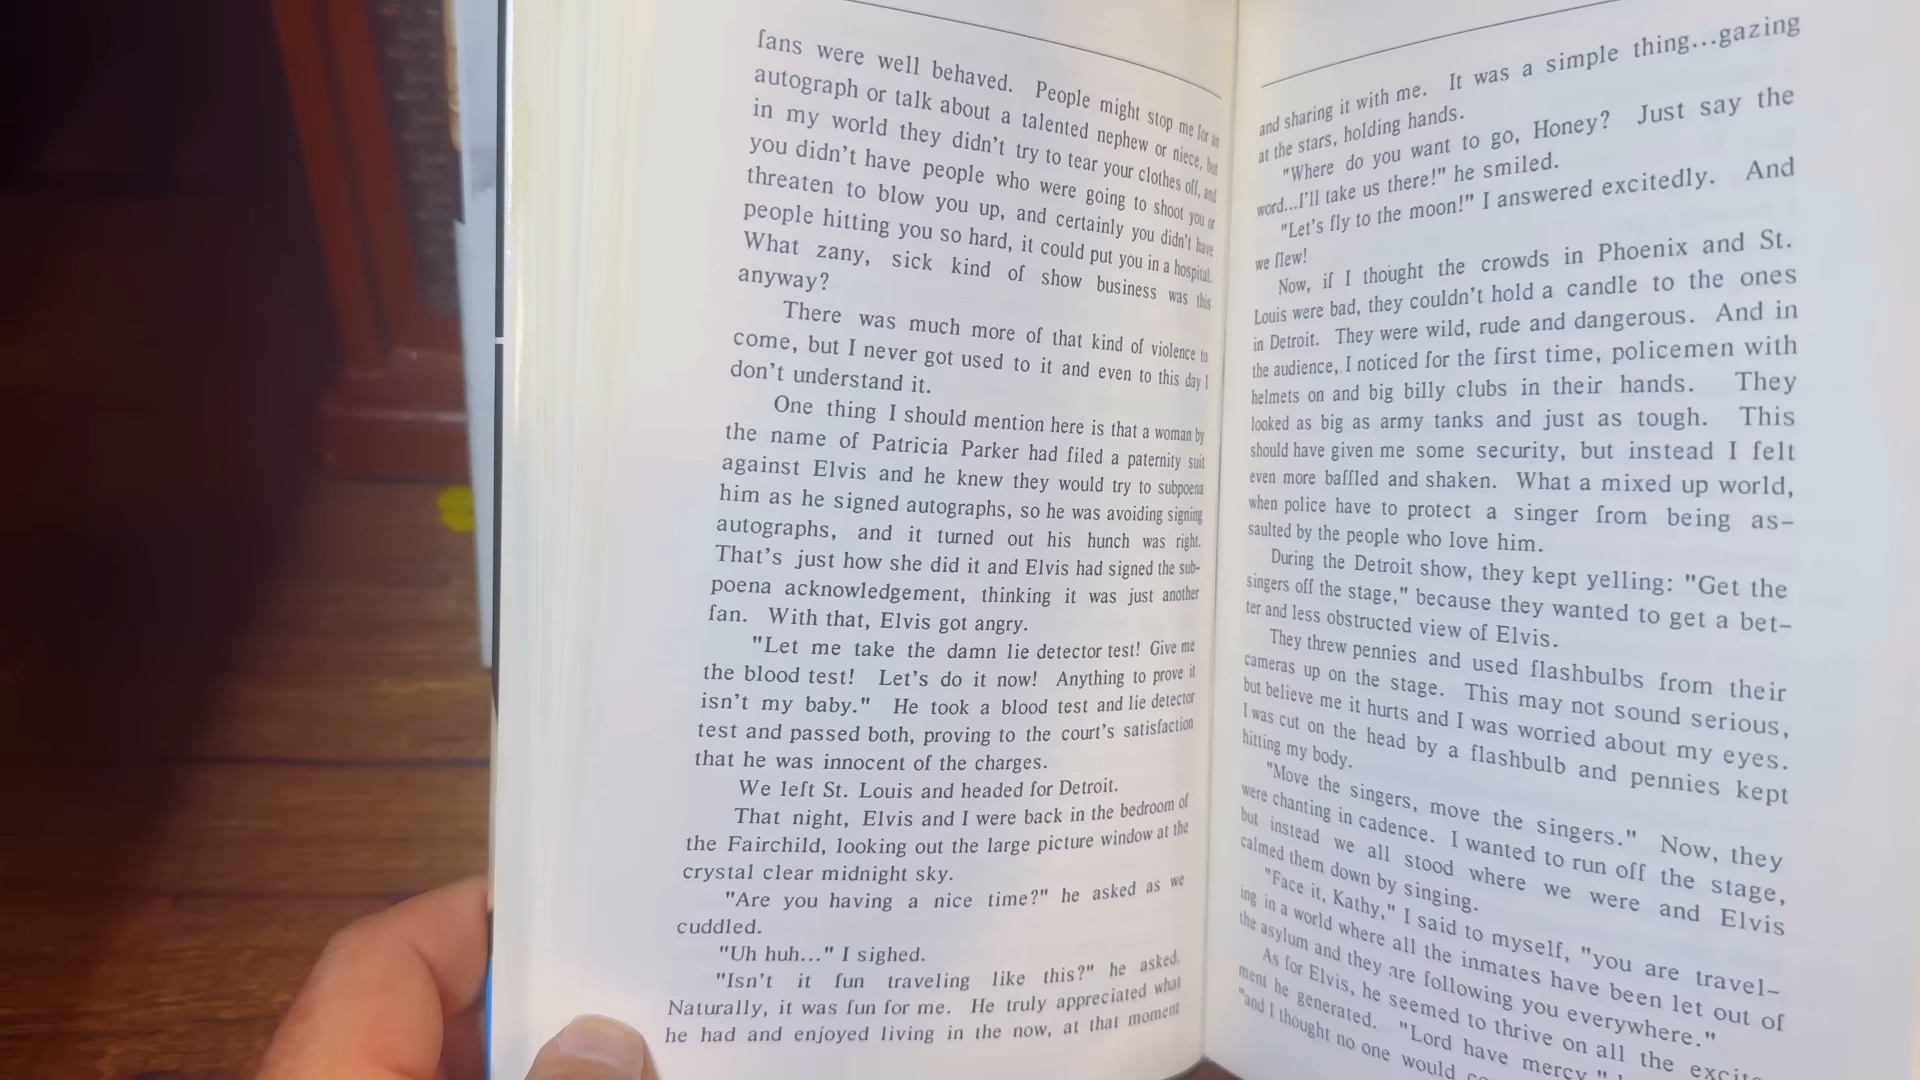 fans were well behaved. People might stop me for an
autograph or talk about a talented nephew or niece, but
in my world they didn't try to tear your clothes off, and
you didn't have people who were going to shoot you or
threaten to blow you up, and certainly you didn't have
people hitting you so hard, it could put you in a hospital.
What zany, sick kind of show business was this
anyway?
There was much more of that kind of violence to
come, but I never got used to it and even to this day I
don't understand it.
One thing I should mention here is that a woman by
the name of Patricia Parker had filed a paternity suit
against Elvis and he knew they would try to subpoena
him as he signed autographs, so he was avoiding signing
autographs, and it turned out his hunch was right.
That's just how she did it and Elvis had signed the sub-
poena acknowledgement, thinking it was just another
fan. With that, Elvis got angry.
"Let me take the damn lie detector test! Give me
the blood test! Let's do it now! Anything to prove it
isn't my baby." He took a blood test and lie detector
test and passed both, proving to the court's satisfaction
that he was innocent of the charges.
We left St. Louis and headed for Detroit.
That night, Elvis and I were back in the bedroom of
the Fairchild, looking out the large picture window at the
crystal clear midnight sky.
"Are you having a nice time?" he asked as we
cuddled.
"Uh huh..." I sighed.
"Isn't it fun traveling like this?" he asked.
Naturally, it was fun for me. He truly appreciated what
he had and enjoyed living in the now, at that moment
and sharing it with me. It was a simple thing...gazing
at the stars, holding hands.
"Where do you want to go, Honey? Just say the
word...I'll take us there!" he smiled.
"Let's fly to the moon!" I answered excitedly. And
we flew!
Now, if I thought the crowds in Phoenix and St.
Louis were bad, they couldn't hold a candle to the ones
in Detroit. They were wild, rude and dangerous. And in
the audience, I noticed for the first time, policemen with
helmets on and big billy clubs in their hands. They
looked as big as army tanks and just as tough. This
should have given me some security, but instead I felt
even more baffled and shaken. What a mixed up world,
when police have to protect a singer from being as-
saulted by the people who love him.
During the Detroit show, they kept yelling: "Get the
singers off the stage," because they wanted to get a bet-
ter and less obstructed view of Elvis.
They threw pennies and used flashbulbs from their
cameras up on the stage. This may not sound serious,
but believe me it hurts and I was worried about my eyes.
I was cut on the head by a flashbulb and pennies kept
hitting my body.
"Move the singers, move the singers." Now, they
were chanting in cadence. I wanted to run off the stage,
but instead we all stood where we were and Elvis
calmed them down by singing.
"Face it, Kathy," I said to myself, "you are travel-
ing in a world where all the inmates have been let out of
the asylum and they are following you everywhere."
As for Elvis, he seemed to thrive on all the excite-
ment he generated. "Lord have mercy,"
"and I thought no one would